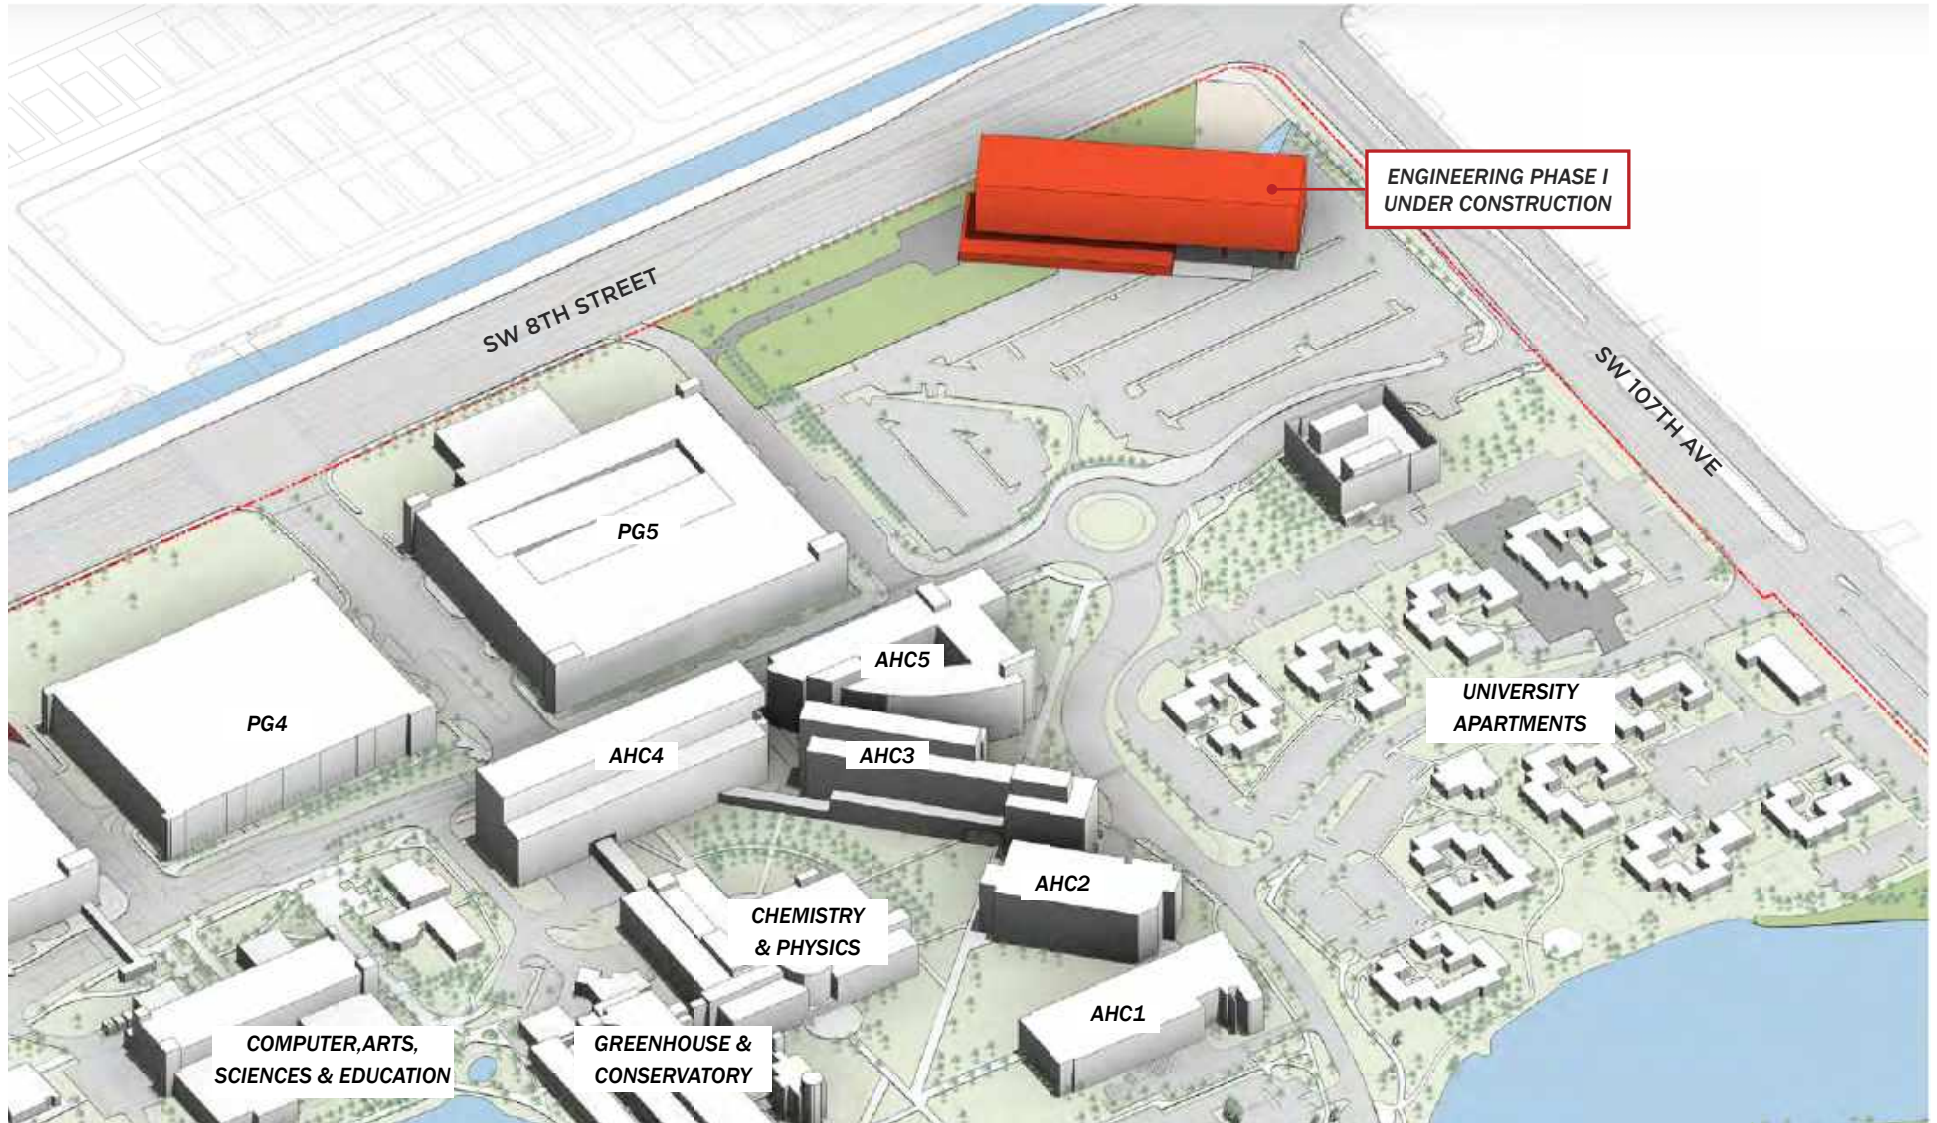 ENGINEERING PHASE I
UNDER CONSTRUCTION
SW 8TH STREET
SW 107TH AVE
PG5
AHC5
UNIVERSITY
APARTMENTS
PG4
AHC4
AHC3
AHC2
CHEMISTRY
& PHYSICS
AHC1
COMPUTER,ARTS,
SCIENCES & EDUCATION
GREENHOUSE &
CONSERVATORY